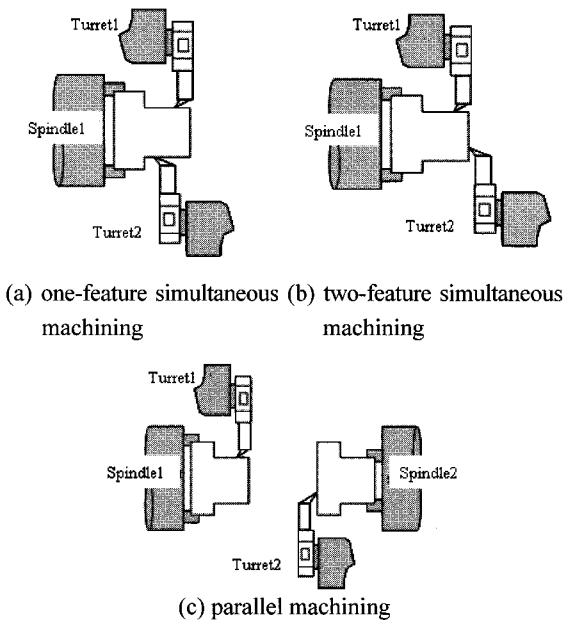 Turret1
Spindle1
Turret2
Turret1
Spindle1
Turret2
(a) one-feature simultaneous machining
(b) two-feature simultaneous machining
Turret1
Spindle1
Spindle2
Turret2
(c) parallel machining